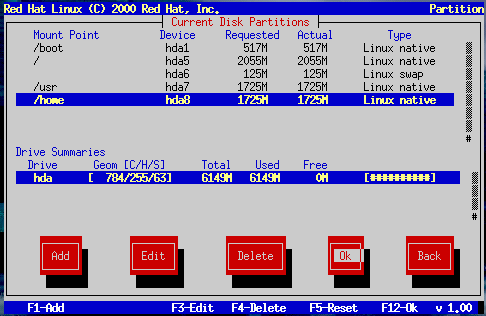 Red Hat Linux (C) 2000 Red Hat, Inc. Partition
Current Disk Partitions
Mount Point Device Requested Actual Type
/boot hda1 517M 517M Linux native
/ hda5 2055M 2055M Linux native
hda6 125M 125M Linux swap
/usr hda7 1725M 1725M Linux native
/home hda8 1725M 1725M Linux native
#
Drive Summaries
Drive Geom [C/H/S] Total Used Free
hda [ 784/255/63] 6149M 6149M 0M [##########]
#
Add Edit Delete Ok Back
F1-Add F3-Edit F4-Delete F5-Reset F12-Ok v 1.00